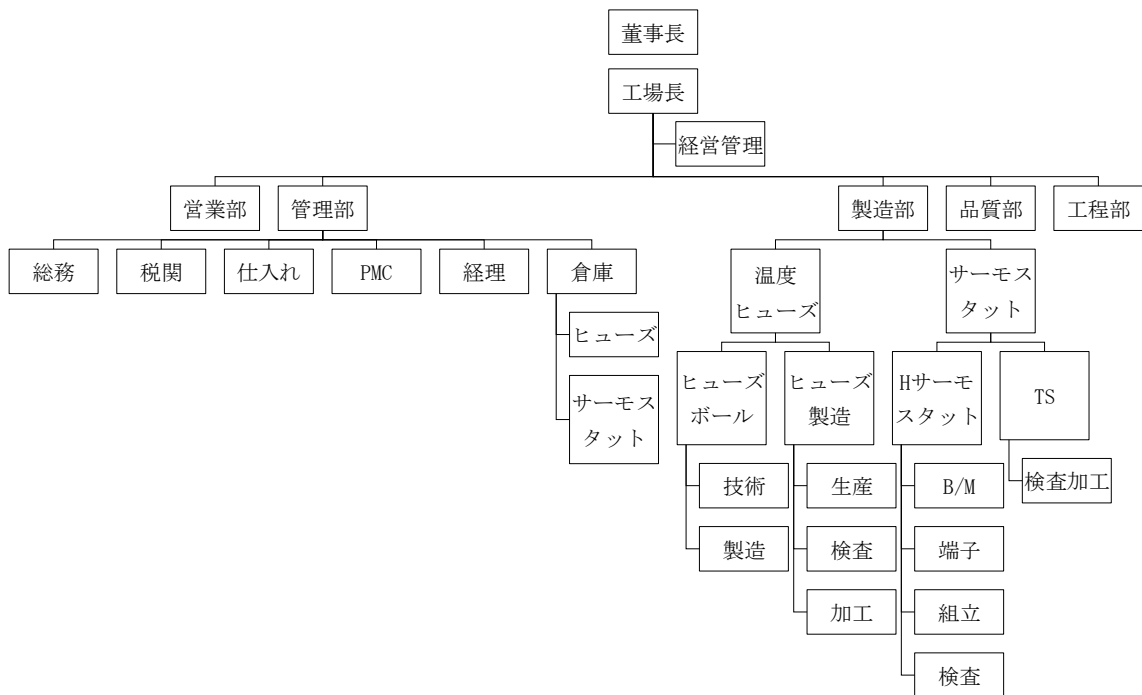 董事長
工場長
経営管理
営業部
管理部
製造部
品質部
工程部
総務
税関
仕入れ
PMC
経理
倉庫
温度
ヒューズ
サーモス
タット
ヒューズ
サーモス
タット
ヒューズ
ボール
ヒューズ
製造
Hサーモ
スタット
TS
技術
製造
生産
検査
加工
B/M
端子
組立
検査
検査加工